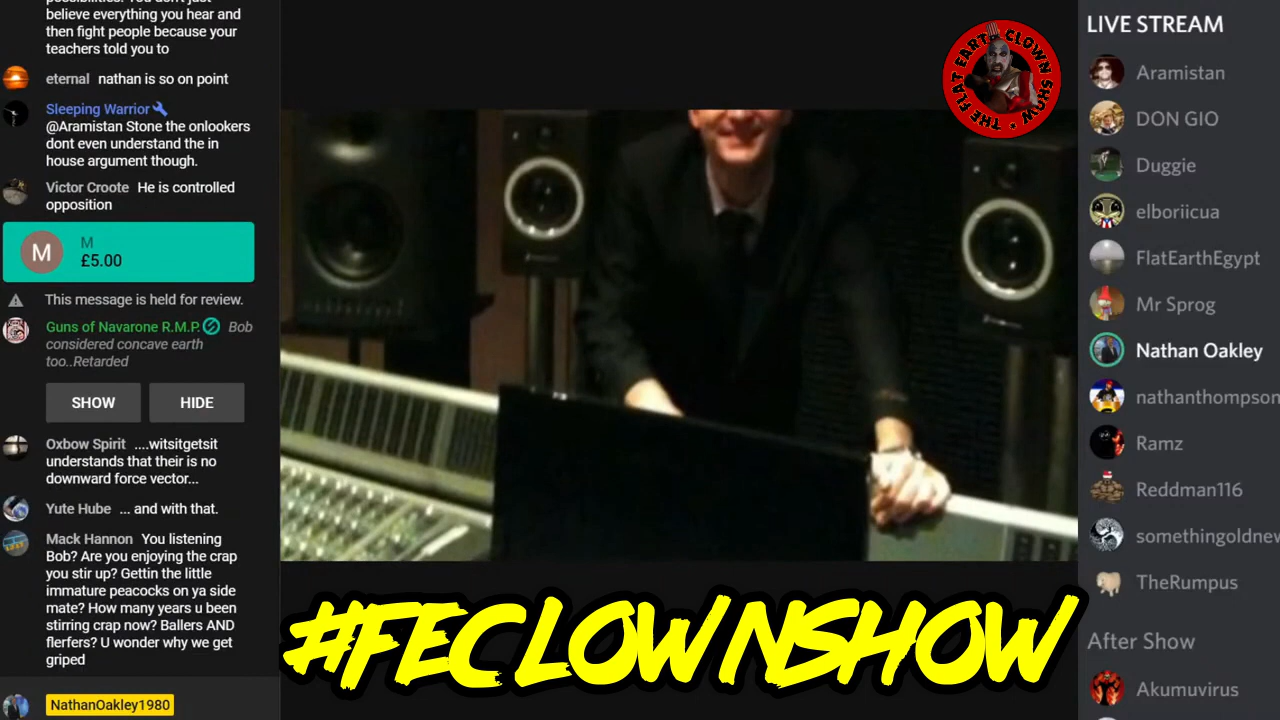 possibilities. You don't just
believe everything you hear and
then fight people because your
teachers told you to
eternal nathan is so on point
Sleeping Warrior
@Aramistan Stone the onlookers
dont even understand the in
house argument though.
Victor Croote He is controlled
opposition
M
M
£5.00
This message is held for review.
Guns of Navarone R.M.P. Bob
considered concave earth
too..Retarded
SHOW HIDE
Oxbow Spirit ....witsitgetsit
understands that their is no
downward force vector...
Yute Hube ... and with that.
Mack Hannon You listening
Bob? Are you enjoying the crap
you stir up? Gettin the little
immature peacocks on ya side
mate? How many years u been
stirring crap now? Ballers AND
flerfers? U wonder why we get
griped
NathanOakley1980
THE FLAT EARTH CLOWN SHOW
#FECLOWNSHOW
LIVE STREAM
Aramistan
DON GIO
Duggie
elboriicua
FlatEarthEgypt
Mr Sprog
Nathan Oakley
nathanthompson
Ramz
Reddman116
somethingoldnew
TheRumpus
After Show
Akumuvirus